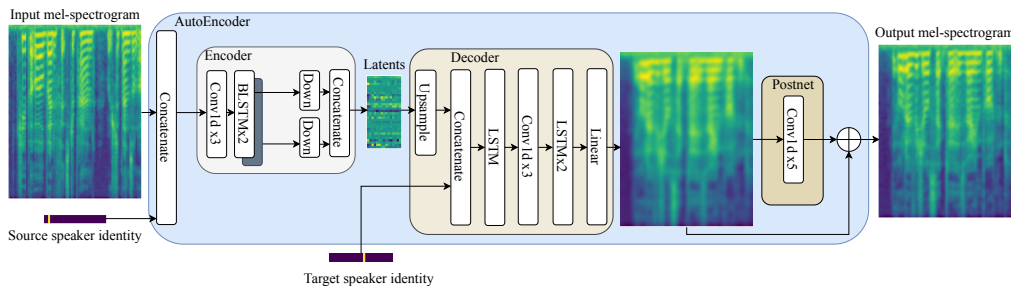 Input mel-spectrogram
AutoEncoder
Concatenate
Encoder
Conv1d x3
BLSTMx2
Down
Down
Concatenate
Latents
Decoder
Upsample
Concatenate
LSTM
Conv1d x3
LSTMx2
Linear
Postnet
Conv1d x5
Output mel-spectrogram
Source speaker identity
Target speaker identity